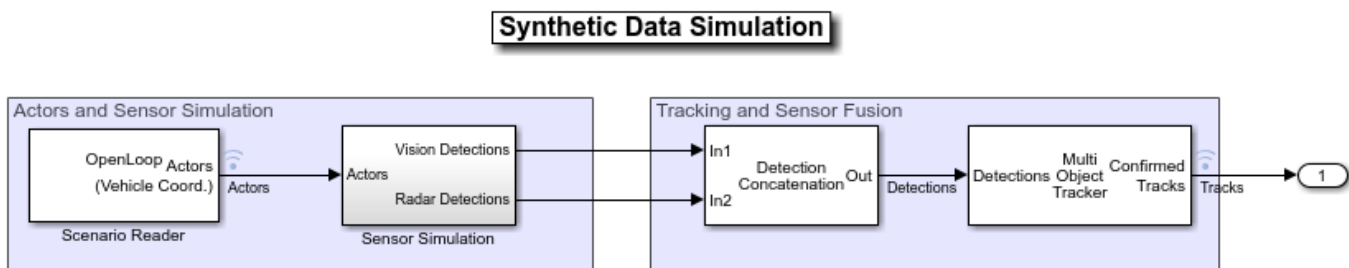 Synthetic Data Simulation
Actors and Sensor Simulation
OpenLoop
Actors
(Vehicle Coord.)
Scenario Reader
Actors
Actors
Vision Detections
Radar Detections
Sensor Simulation
Tracking and Sensor Fusion
In1
In2
Detection
Concatenation
Out
Detections
Detections
Multi
Object
Tracker
Confirmed
Tracks
Tracks
1